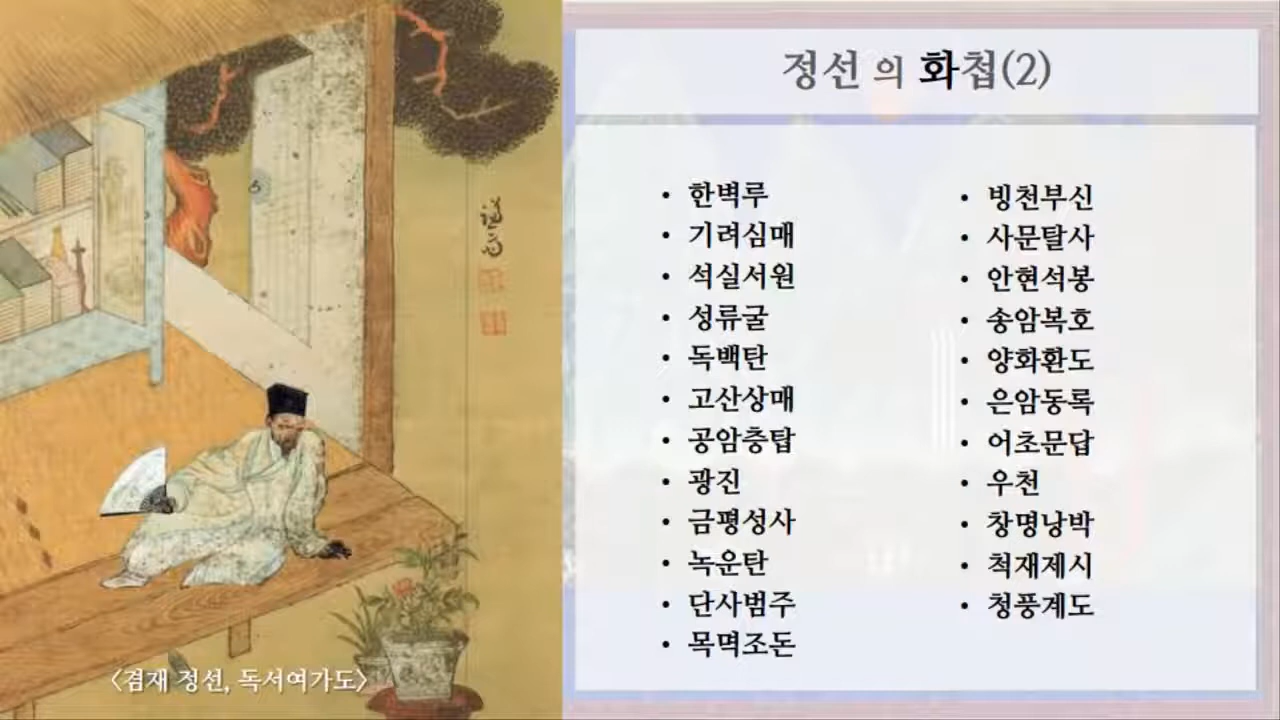 정선 의 화첩(2)
• 한벽루
• 기려심매
• 석실서원
• 성류굴
• 독백탄
• 고산상매
• 공암층탑
• 광진
• 금평성사
• 녹운탄
• 단사범주
• 목멱조돈
• 빙천부신
• 사문탈사
• 안현석봉
• 송암복호
• 양화환도
• 은암동록
• 어초문답
• 우천
• 창명낭박
• 척재제시
• 청풍계도
〈겸재 정선, 독서여가도〉